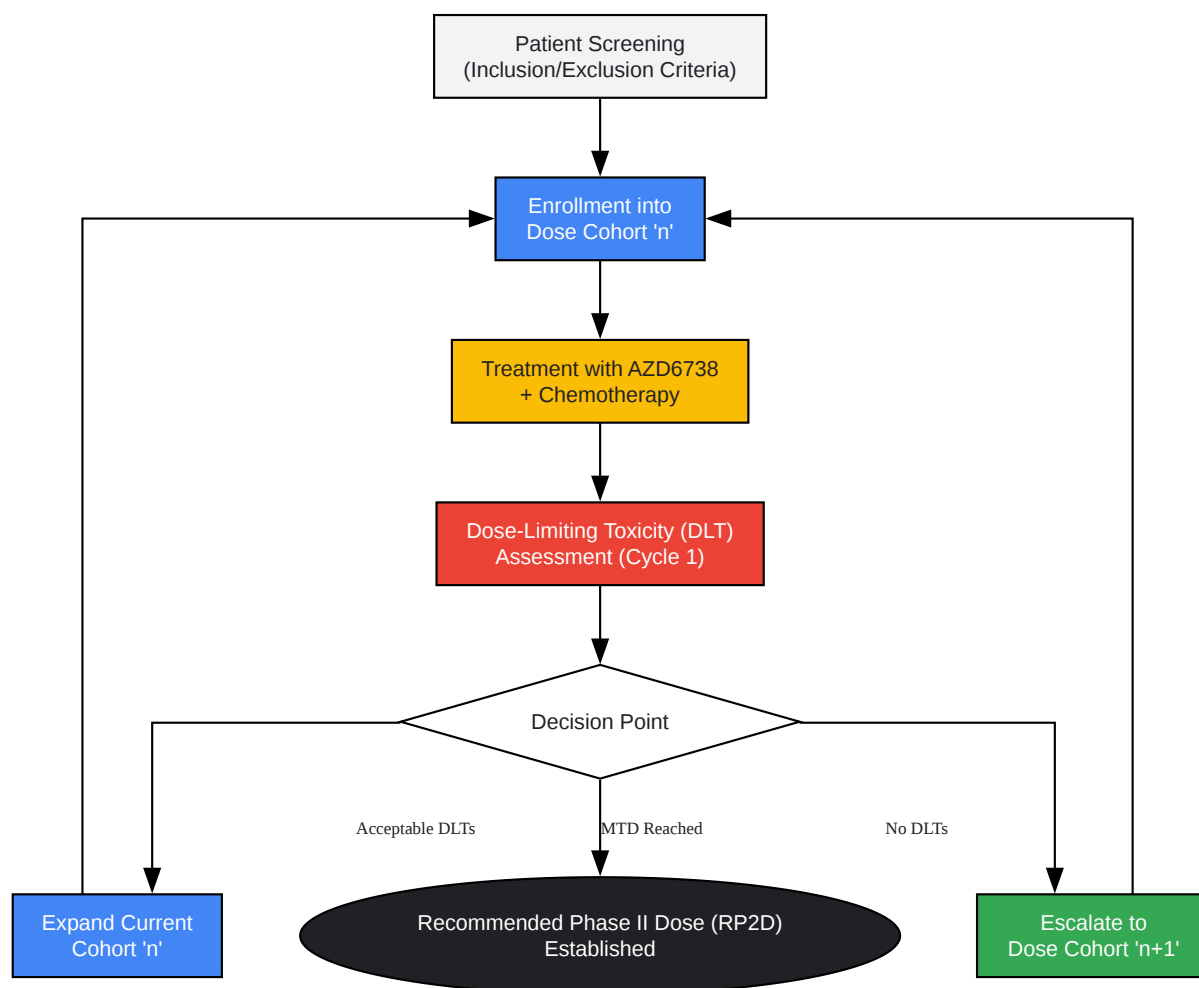 Patient Screening
(Inclusion/Exclusion Criteria)
Enrollment into
Dose Cohort 'n'
Treatment with AZD6738
+ Chemotherapy
Dose-Limiting Toxicity (DLT)
Assessment (Cycle 1)
Decision Point
Acceptable DLTs
MTD Reached
No DLTs
Expand Current
Cohort 'n'
Recommended Phase II Dose (RP2D)
Established
Escalate to
Dose Cohort 'n+1'